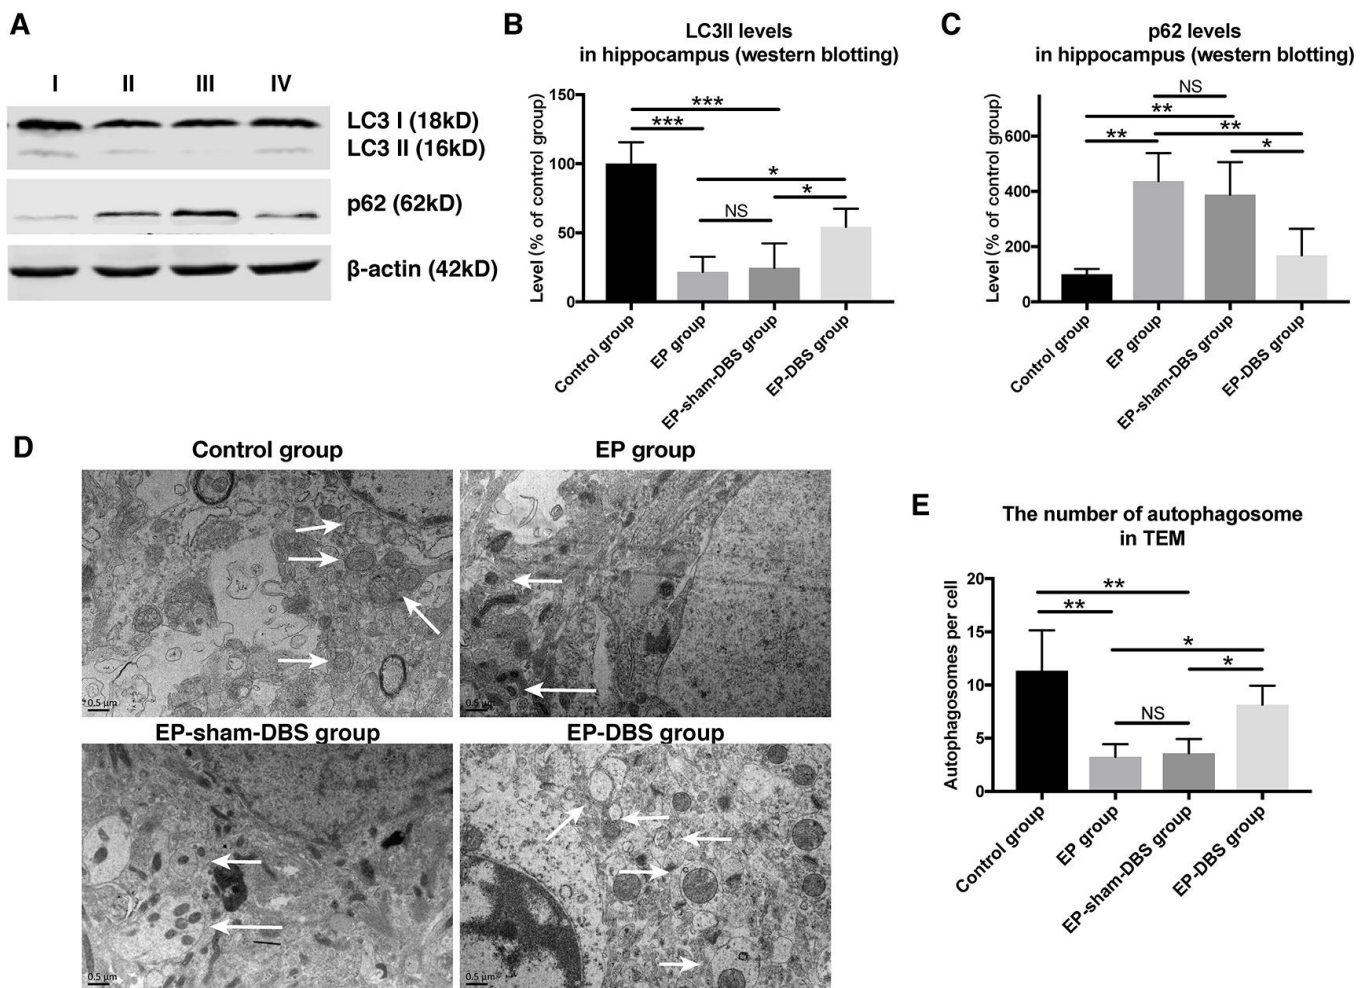 A
I II III IV
LC3 I (18kD)
LC3 II (16kD)
p62 (62kD)
β-actin (42kD)
B
LC3II levels
in hippocampus (western blotting)
Level (% of control group)
150
100
50
0
***
***
*
*
NS
Control group
EP group
EP-sham-DBS group
EP-DBS group
C
p62 levels
in hippocampus (western blotting)
Level (% of control group)
600
400
200
0
NS
**
**
**
*
Control group
EP group
EP-sham-DBS group
EP-DBS group
D
Control group
0.5 μm
EP group
0.5 μm
EP-sham-DBS group
0.5 μm
EP-DBS group
0.5 μm
E
The number of autophagosome
in TEM
Autophagosomes per cell
20
15
10
5
0
**
**
*
*
NS
Control group
EP group
EP-sham-DBS group
EP-DBS group